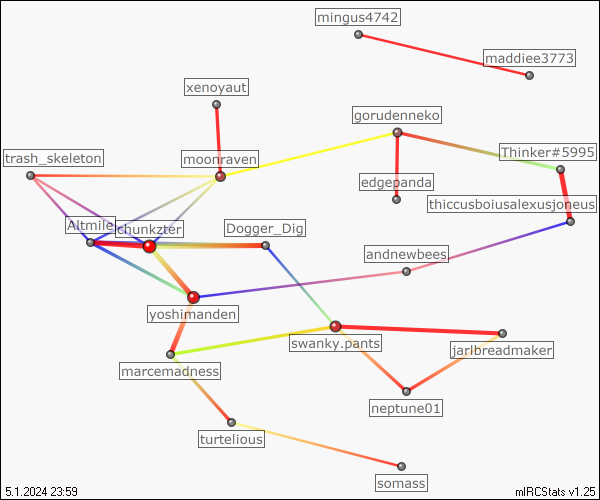 mingus4742
maddiee3773
xenoyaut
gorudenneko
trash_skeleton
moonraven
Thinker#5995
edgepanda
thiccusboiusalexusjoneus
Altmile
chunkzter
Dogger_Dig
andnewbees
yoshimanden
swanky.pants
jarlbreadmaker
marcemadness
neptune01
turtelious
somass
5.1.2024 23:59
mIRCStats v1.25